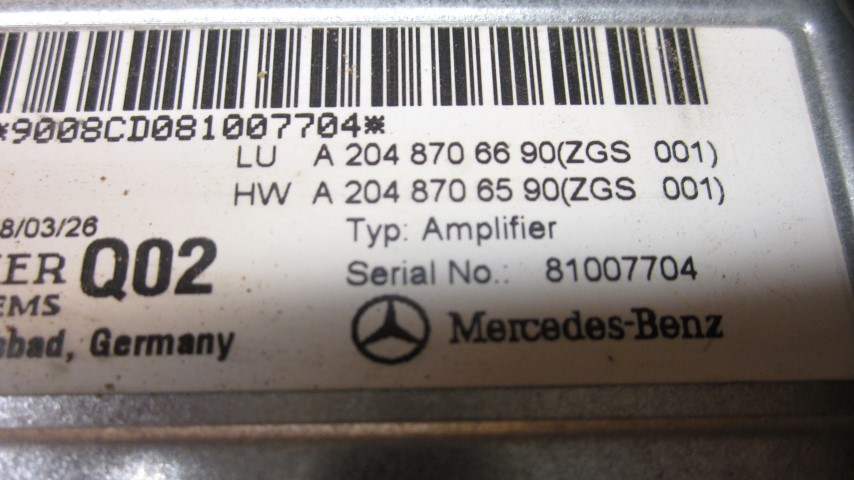 *9008CD081007704*
LU A 204 870 66 90(ZGS 001)
HW A 204 870 65 90(ZGS 001)
8/03/26
Typ: Amplifier
ER Q02
Serial No.: 81007704
EMS
sbad, Germany
Mercedes-Benz